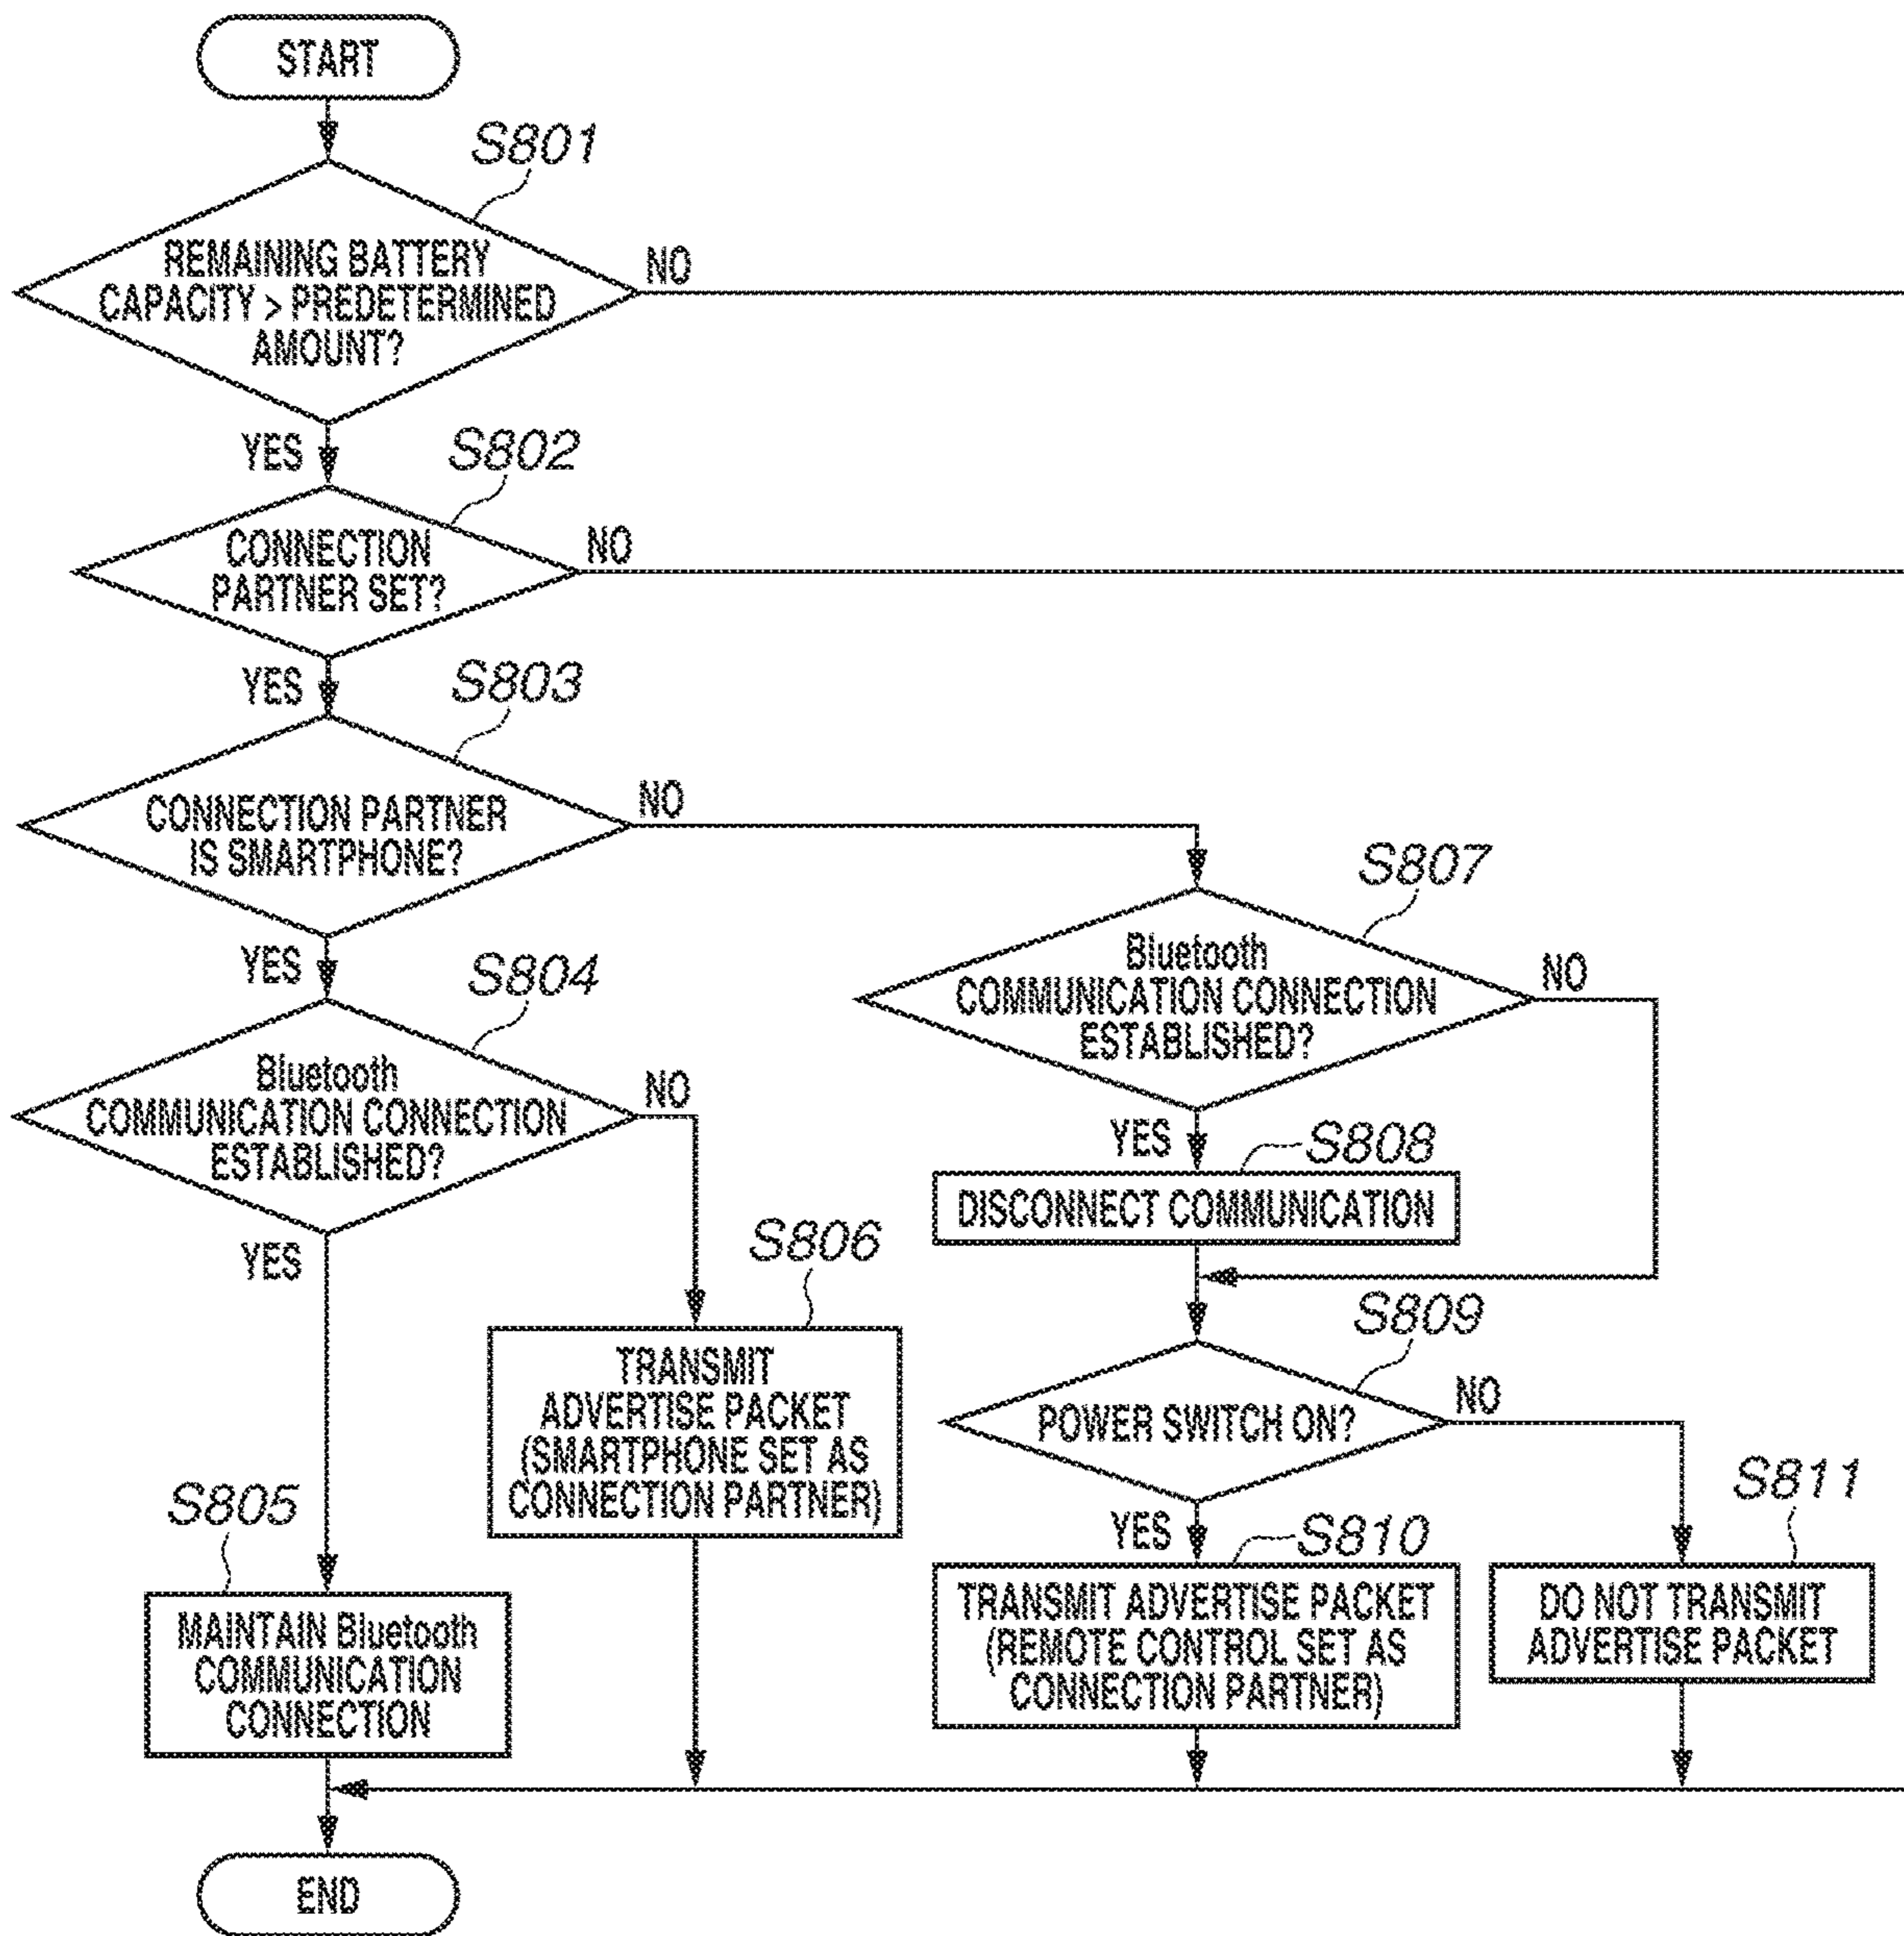 START
S801
REMAINING BATTERY
CAPACITY > PREDETERMINED
AMOUNT?
NO
YES
S802
CONNECTION
PARTNER SET?
NO
YES
S803
CONNECTION PARTNER
IS SMARTPHONE?
NO
YES
S804
Bluetooth
COMMUNICATION CONNECTION
ESTABLISHED?
NO
YES
S805
MAINTAIN Bluetooth
COMMUNICATION
CONNECTION
S806
TRANSMIT
ADVERTISE PACKET
(SMARTPHONE SET AS
CONNECTION PARTNER)
S807
Bluetooth
COMMUNICATION CONNECTION
ESTABLISHED?
NO
YES
S808
DISCONNECT COMMUNICATION
S809
POWER SWITCH ON?
NO
YES
S810
TRANSMIT ADVERTISE PACKET
(REMOTE CONTROL SET AS
CONNECTION PARTNER)
S811
DO NOT TRANSMIT
ADVERTISE PACKET
END